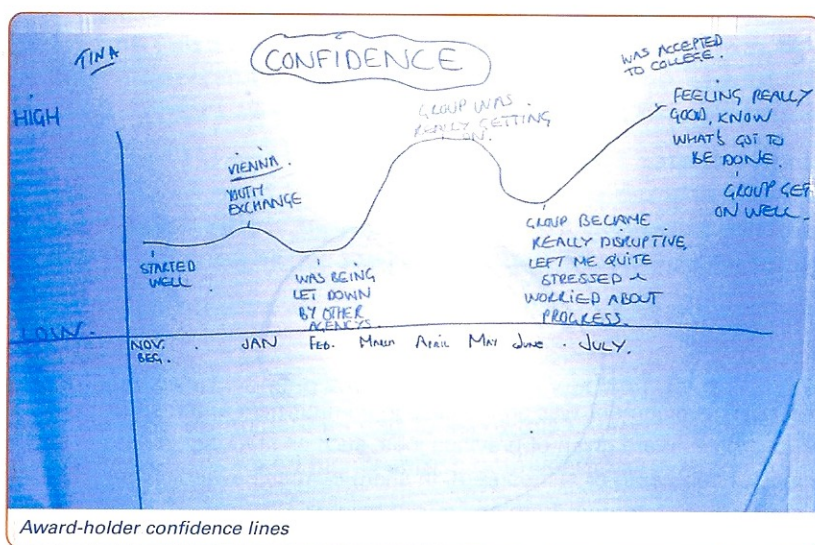 TINA
CONFIDENCE
WAS ACCEPTED
TO COLLEGE.
HIGH
GROUP WAS
REALLY GETTING
ON.
FEELING REALLY
GOOD, KNOW
WHAT'S GOT TO
BE DONE.
GROUP GET
ON WELL.
VIENNA.
YOUTH
EXCHANGE
STARTED
WELL
WAS BEING
LET DOWN
BY OTHER
AGENCYS.
GROUP BECAME
REALLY DISRUPTIVE,
LEFT ME QUITE
STRESSED &
WORRIED ABOUT
PROGRESS.
LOW.
NOV. JAN FEB. MARCH APRIL MAY JUNE. JULY.
BEG.
Award-holder confidence lines